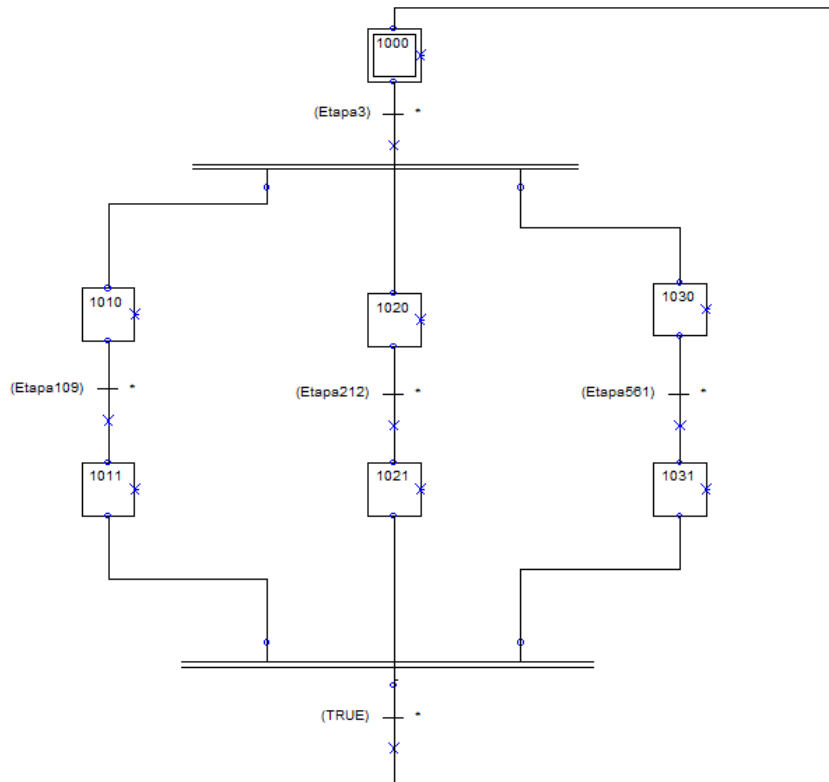 1000
(Etapa3) *
1010
1020
1030
(Etapa109) *
(Etapa212) *
(Etapa561) *
1011
1021
1031
(TRUE) *